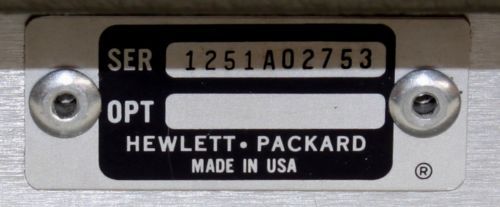 SER 1251A02753
OPT
HEWLETT • PACKARD
MADE IN USA
®